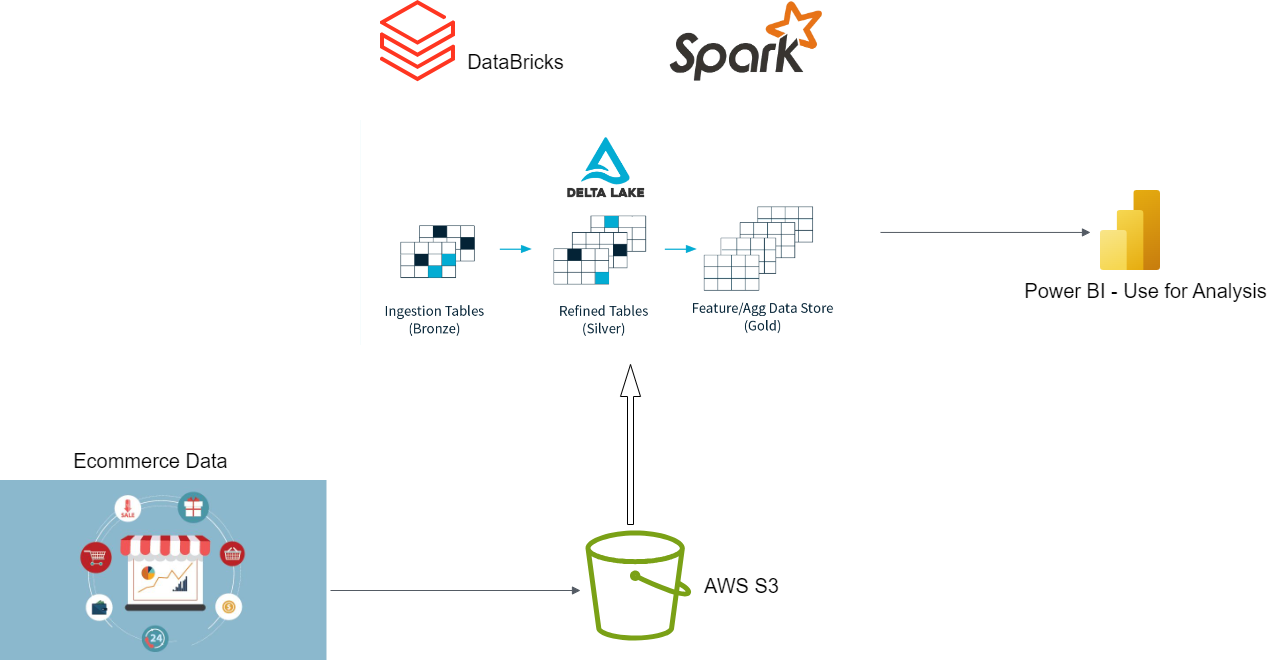 DataBricks
Spark
DELTA LAKE
Ingestion Tables
(Bronze)
Refined Tables
(Silver)
Feature/Agg Data Store
(Gold)
Power BI - Use for Analysis
Ecommerce Data
SALE
24
AWS S3